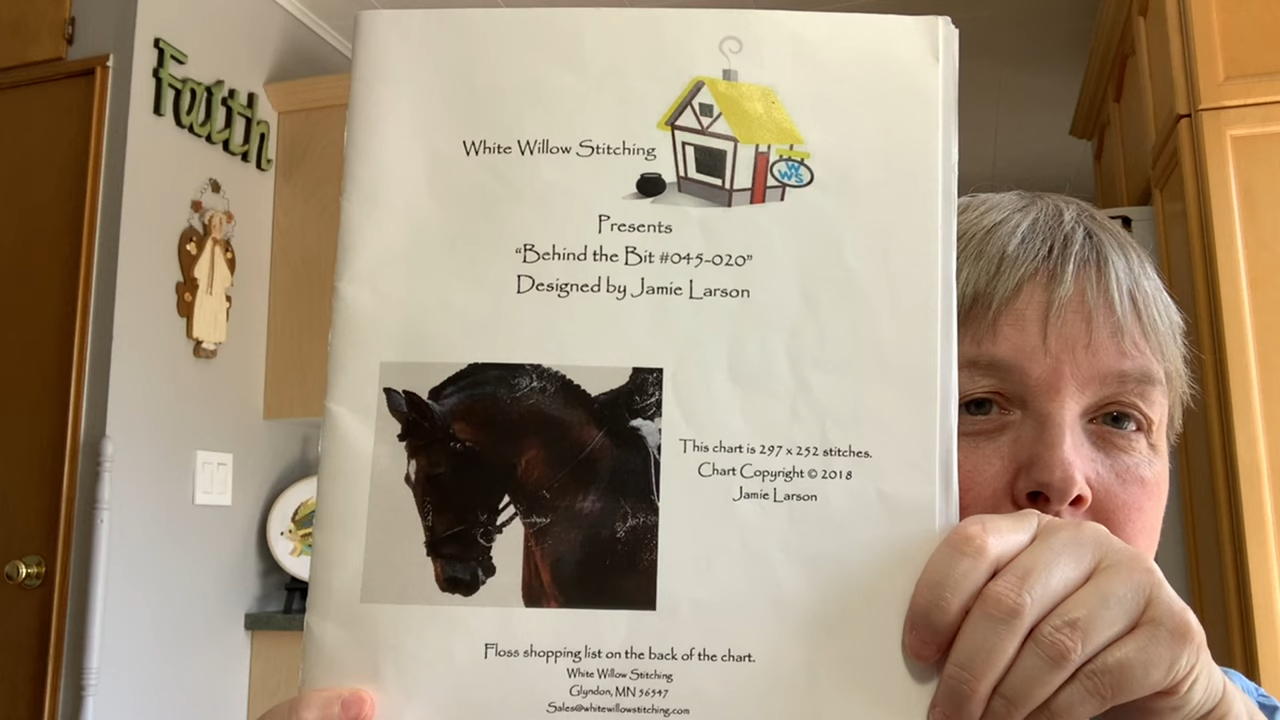 Faith
White Willow Stitching
WWS
Presents
“Behind the Bit #045-020”
Designed by Jamie Larson
This chart is 297 x 252 stitches.
Chart Copyright © 2018
Jamie Larson
Floss shopping list on the back of the chart.
White Willow Stitching
Glyndon, MN 56547
Sales@whitewillowstitching.com